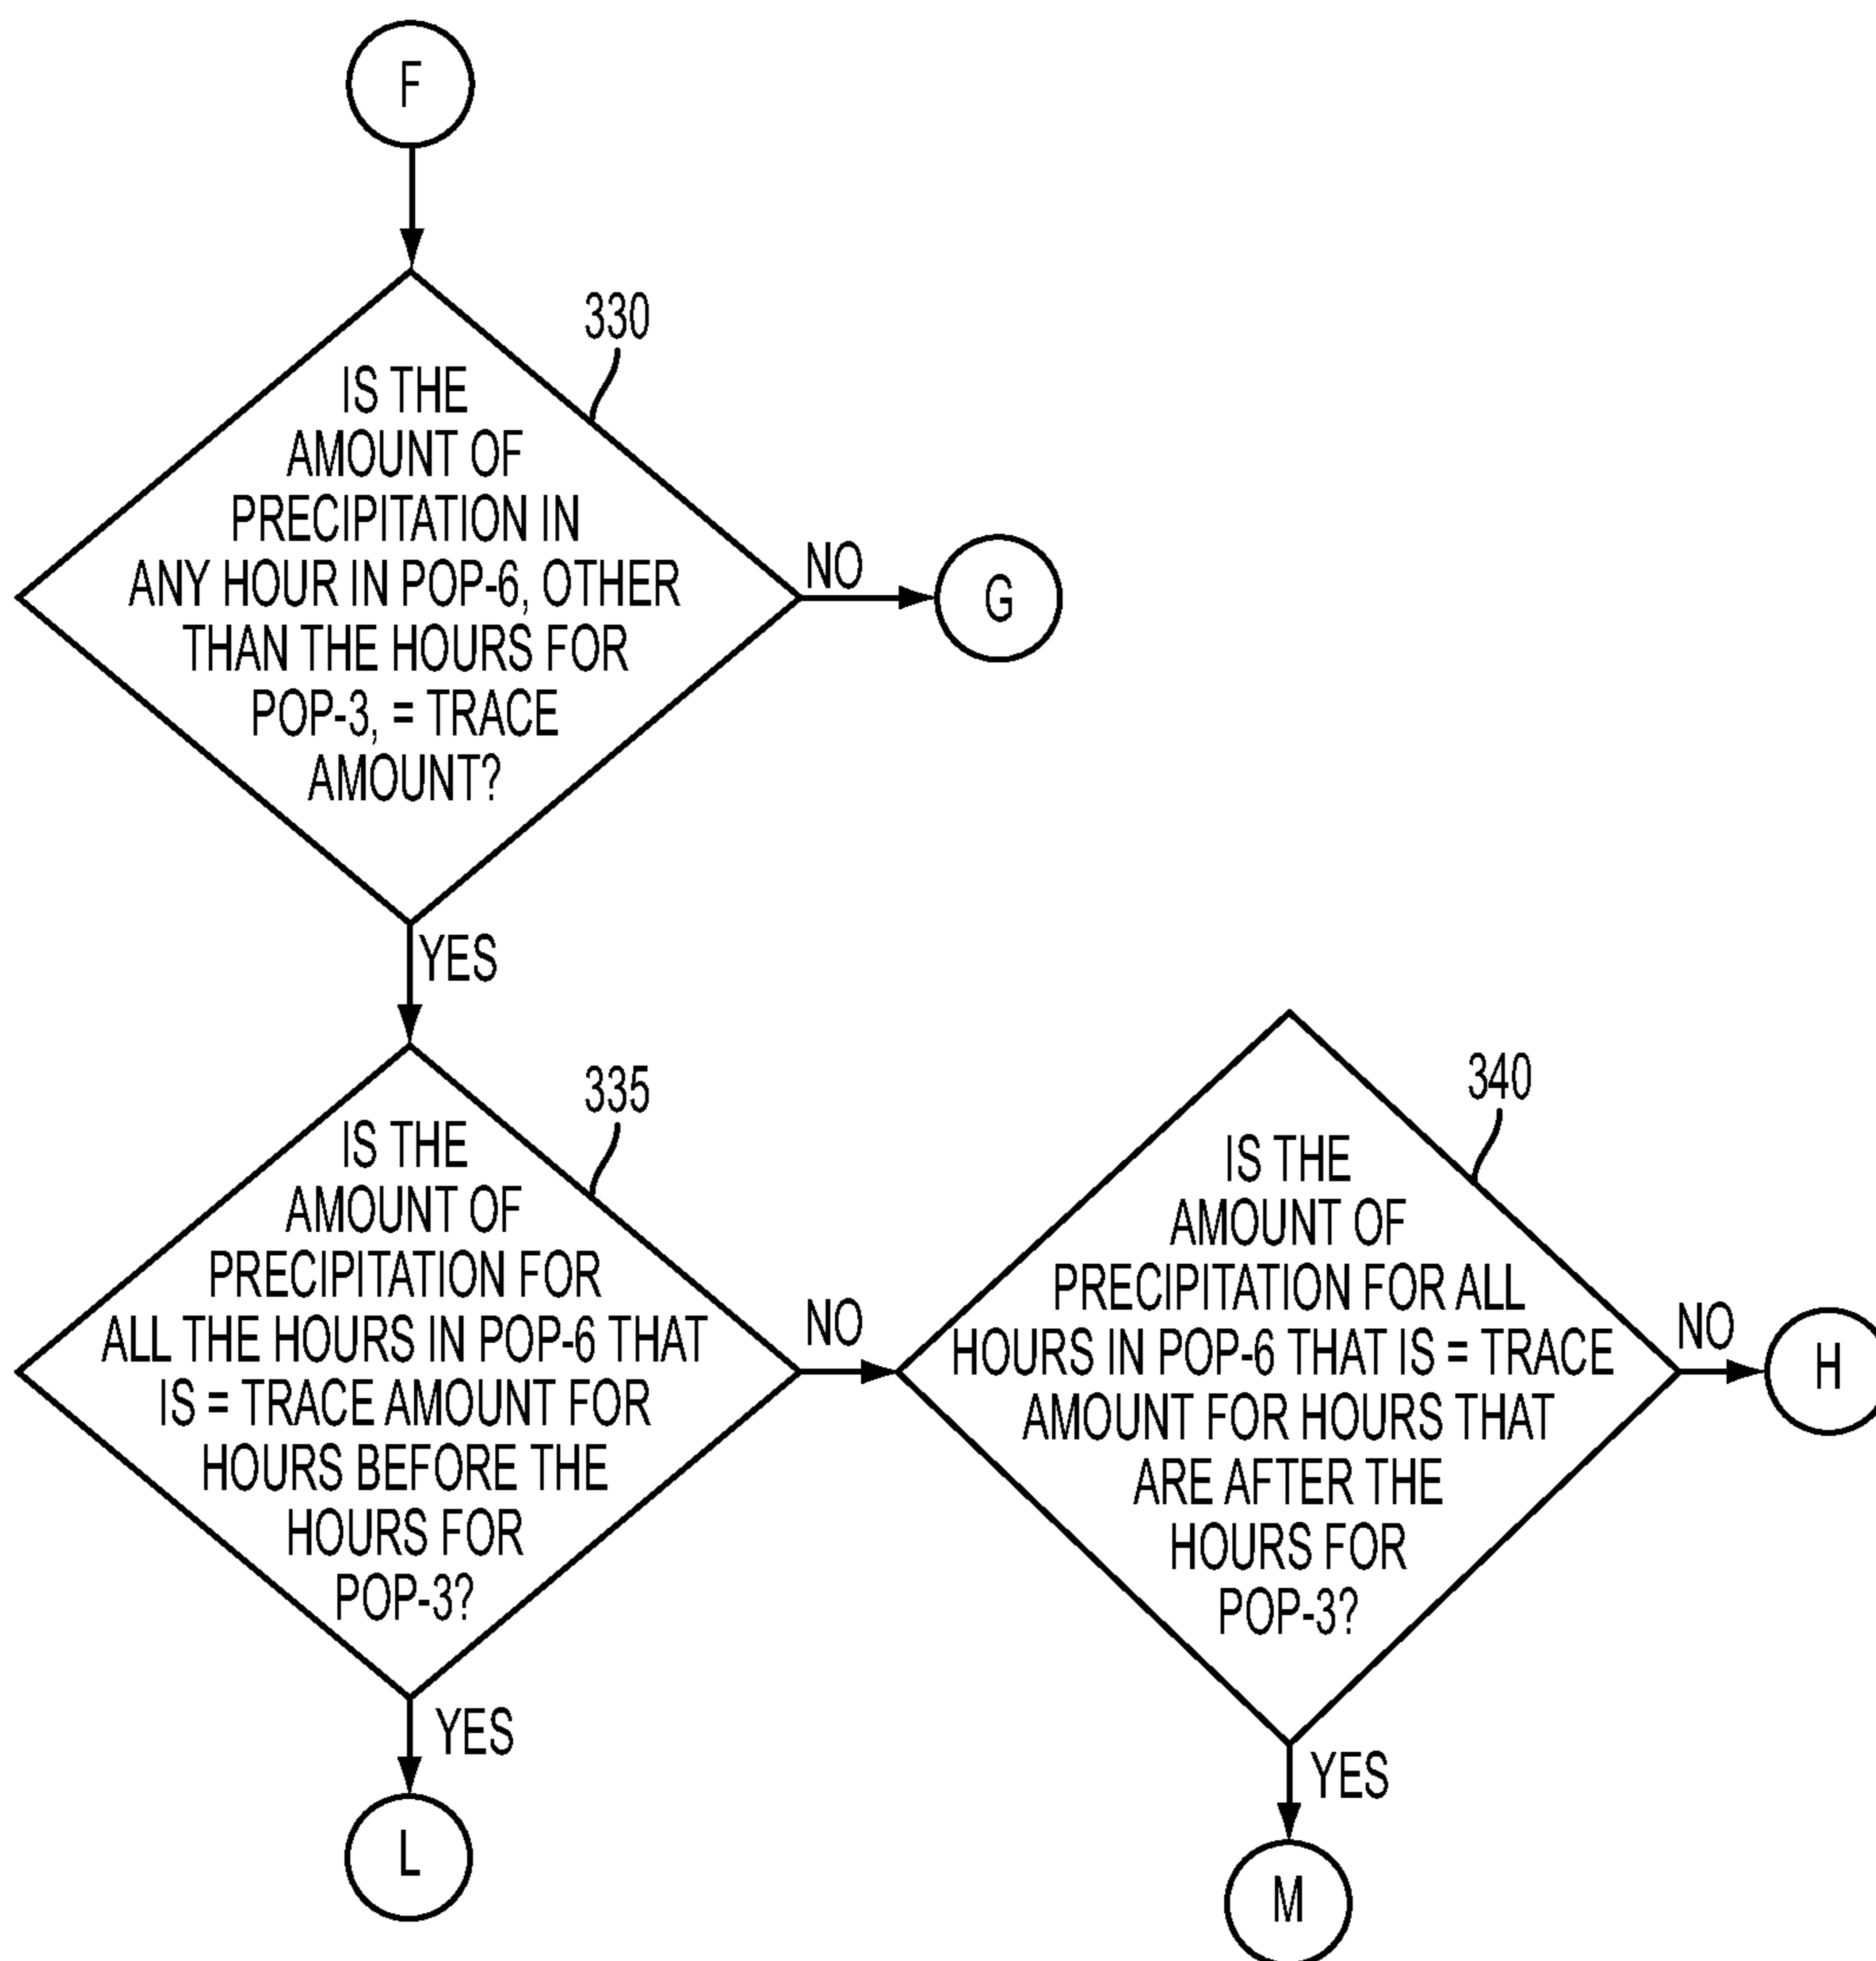 F
330
IS THE
AMOUNT OF
PRECIPITATION IN
ANY HOUR IN POP-6, OTHER
THAN THE HOURS FOR
POP-3, = TRACE
AMOUNT?
NO
G
YES
335
IS THE
AMOUNT OF
PRECIPITATION FOR
ALL THE HOURS IN POP-6 THAT
IS = TRACE AMOUNT FOR
HOURS BEFORE THE
HOURS FOR
POP-3?
NO
340
IS THE
AMOUNT OF
PRECIPITATION FOR ALL
HOURS IN POP-6 THAT IS = TRACE
AMOUNT FOR HOURS THAT
ARE AFTER THE
HOURS FOR
POP-3?
NO
H
YES
L
YES
M